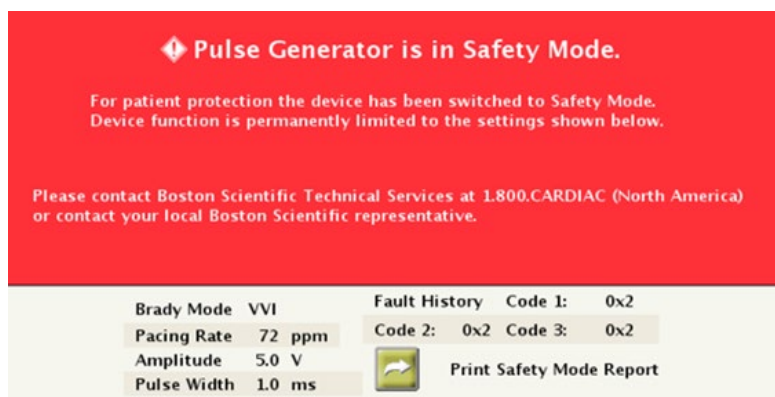 Pulse Generator is in Safety Mode.
For patient protection the device has been switched to Safety Mode.
Device function is permanently limited to the settings shown below.
Please contact Boston Scientific Technical Services at 1.800.CARDIAC (North America)
or contact your local Boston Scientific representative.
Brady Mode VVI
Pacing Rate 72 ppm
Amplitude 5.0 V
Pulse Width 1.0 ms
Fault History Code 1: 0x2
Code 2: 0x2 Code 3: 0x2
Print Safety Mode Report